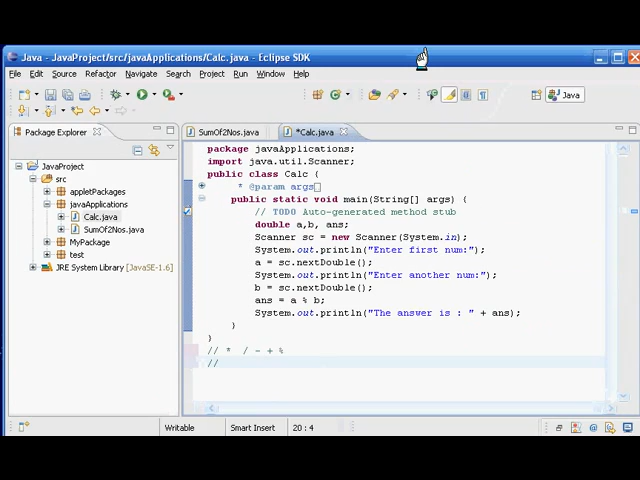 Java - JavaProject/src/javaApplications/Calc.java - Eclipse SDK
File Edit Source Refactor Navigate Search Project Run Window Help
Java
Package Explorer
SumOf2Nos.java
*Calc.java
JavaProject
src
appletPackages
javaApplications
Calc.java
SumOf2Nos.java
MyPackage
test
JRE System Library [JavaSE-1.6]
package javaApplications;
import java.util.Scanner;
public class Calc {
* @param args
public static void main(String[] args) {
// TODO Auto-generated method stub
double a,b, ans;
Scanner sc = new Scanner(System.in);
System.out.println("Enter first num:");
a = sc.nextDouble();
System.out.println("Enter another num:");
b = sc.nextDouble();
ans = a % b;
System.out.println("The answer is : " + ans);
}
}
// * / - + %
//
Writable Smart Insert 20 : 4